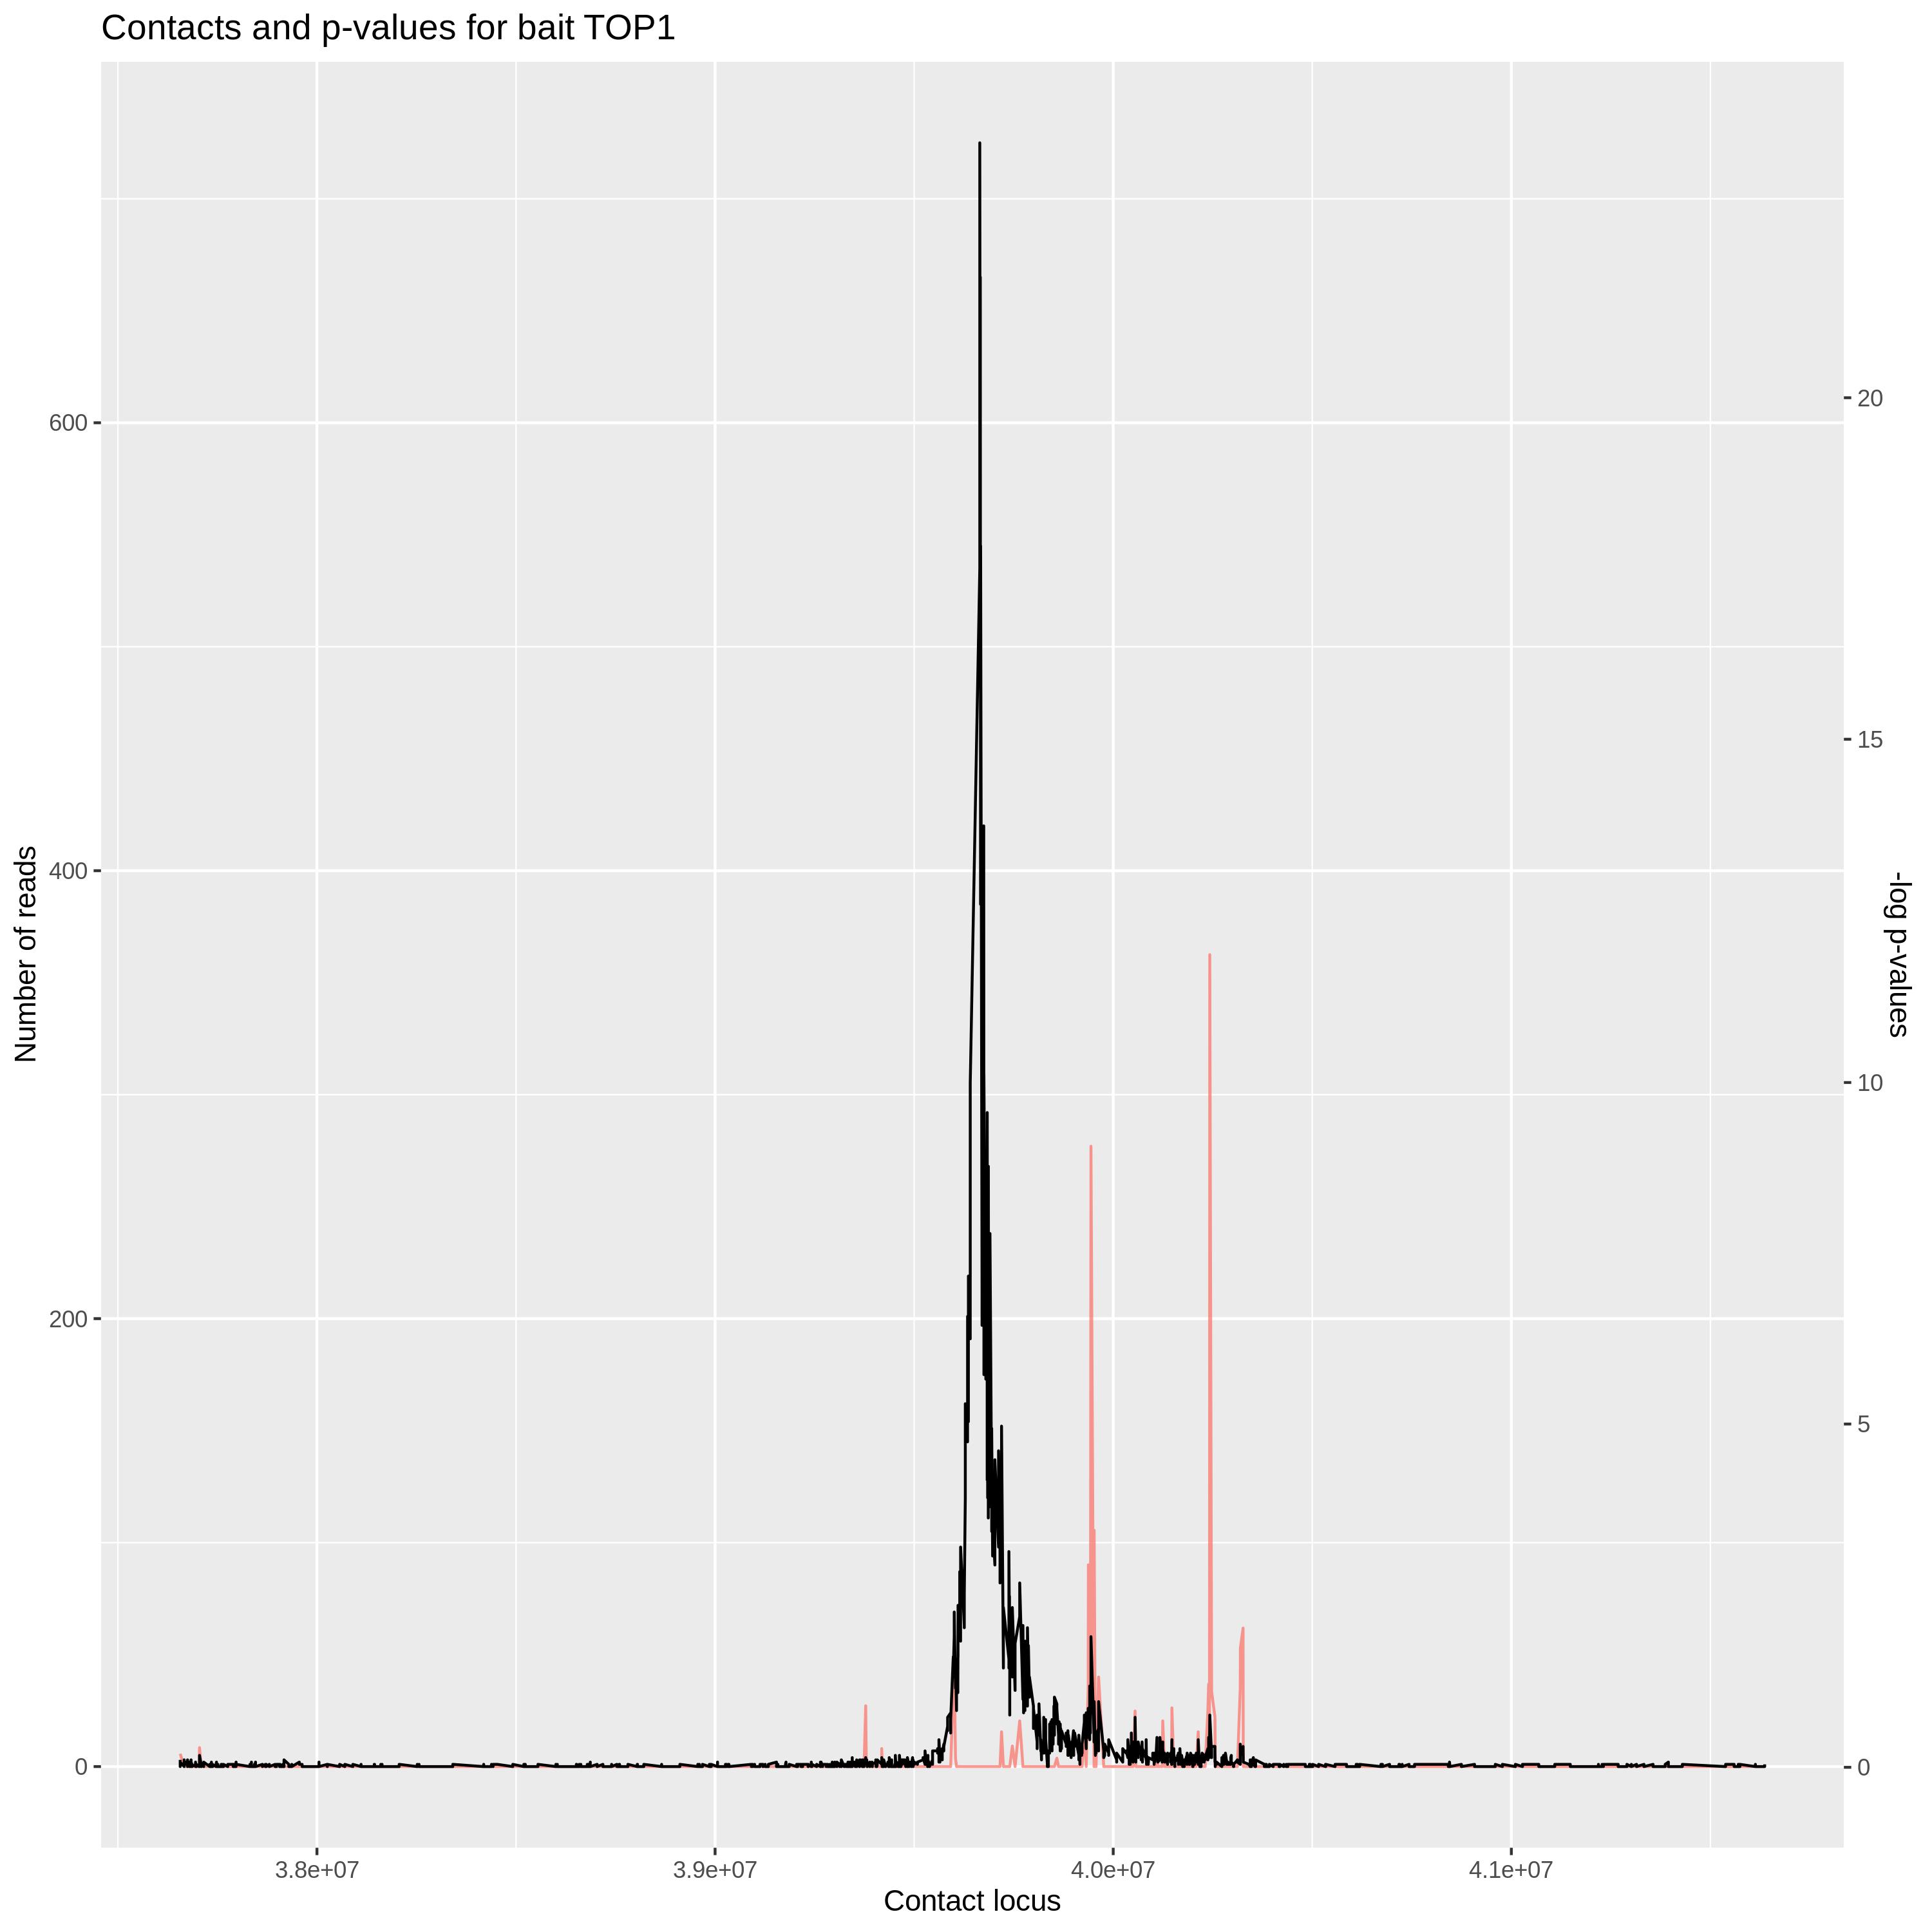 Contacts and p-values for bait TOP1
Number of reads
600
400
200
0
20
15
10
5
0
-log p-values
3.8e+07 3.9e+07 4.0e+07 4.1e+07
Contact locus